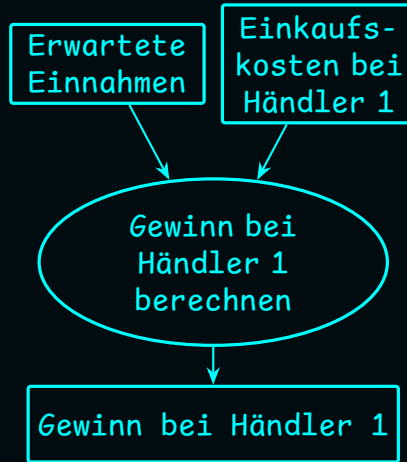 Erwartete
Einnahmen
Einkaufs-
kosten bei
Händler 1
Gewinn bei
Händler 1
berechnen
Gewinn bei Händler 1